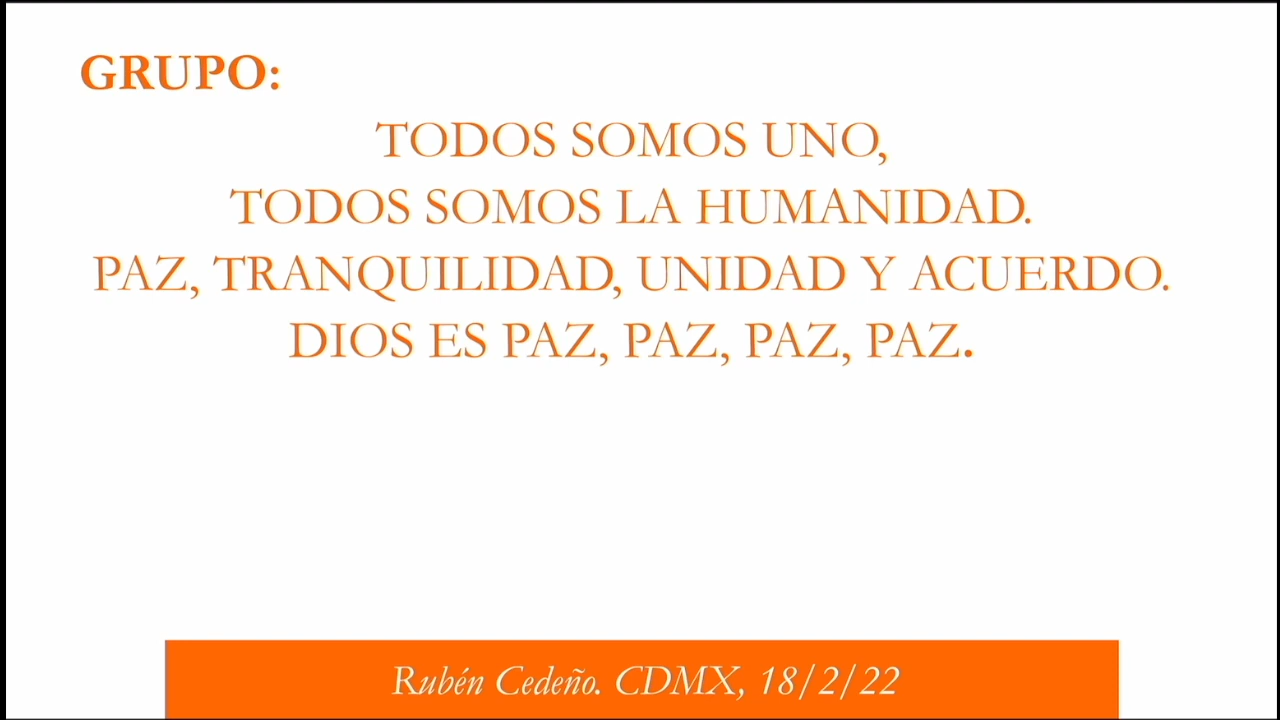 GRUPO:
TODOS SOMOS UNO,
TODOS SOMOS LA HUMANIDAD.
PAZ, TRANQUILIDAD, UNIDAD Y ACUERDO.
DIOS ES PAZ, PAZ, PAZ, PAZ.
Rubén Cedeño. CDMX, 18/2/22